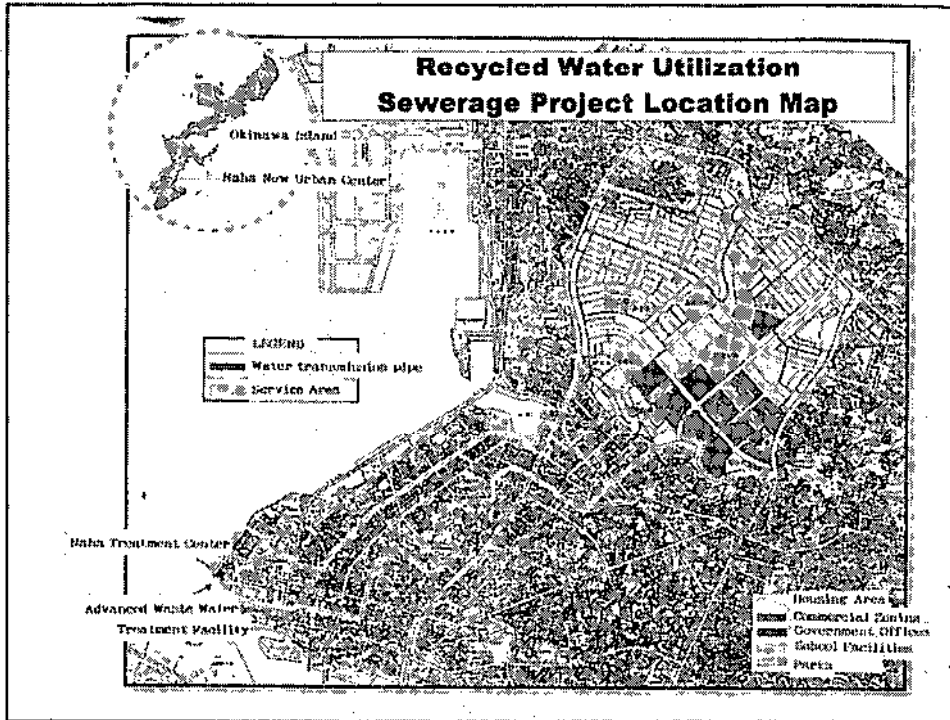 Recycled Water Utilization
Sewerage Project Location Map
Okinawa Island
Naha New Urban Center
LEGEND
Water transmission pipe
Service Area
Naha Treatment Center
Advanced Waste Water
Treatment Facility
Housing Area
Commercial Zoning
Government Offices
School Facilities
Parks